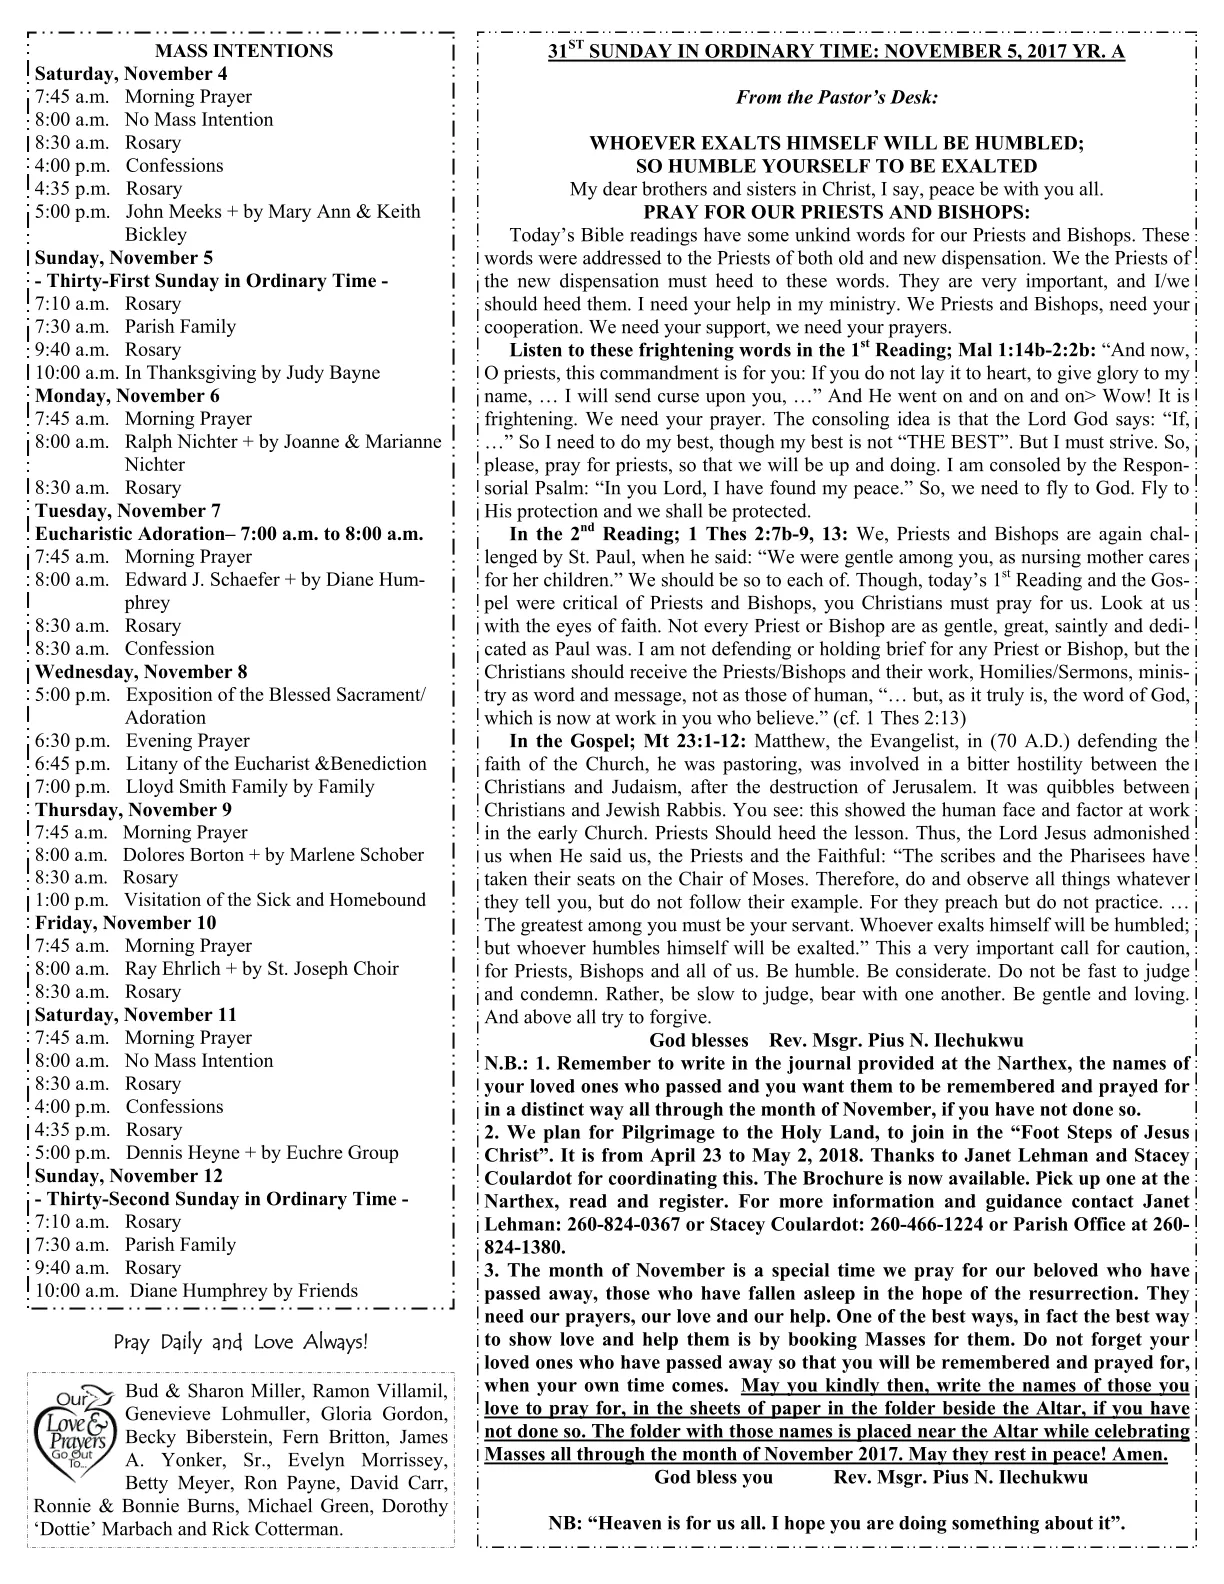 MASS INTENTIONS
Saturday, November 4
7:45 a.m. Morning Prayer
8:00 a.m. No Mass Intention
8:30 a.m. Rosary
4:00 p.m. Confessions
4:35 p.m. Rosary
5:00 p.m. John Meeks + by Mary Ann & Keith
Bickley
Sunday, November 5
- Thirty-First Sunday in Ordinary Time -
7:10 a.m. Rosary
7:30 a.m. Parish Family
9:40 a.m. Rosary
10:00 a.m. In Thanksgiving by Judy Bayne
Monday, November 6
7:45 a.m. Morning Prayer
8:00 a.m. Ralph Nichter + by Joanne & Marianne
Nichter
8:30 a.m. Rosary
Tuesday, November 7
Eucharistic Adoration– 7:00 a.m. to 8:00 a.m.
7:45 a.m. Morning Prayer
8:00 a.m. Edward J. Schaefer + by Diane Hum-
phrey
8:30 a.m. Rosary
8:30 a.m. Confession
Wednesday, November 8
5:00 p.m. Exposition of the Blessed Sacrament/
Adoration
6:30 p.m. Evening Prayer
6:45 p.m. Litany of the Eucharist &Benediction
7:00 p.m. Lloyd Smith Family by Family
Thursday, November 9
7:45 a.m. Morning Prayer
8:00 a.m. Dolores Borton + by Marlene Schober
8:30 a.m. Rosary
1:00 p.m. Visitation of the Sick and Homebound
Friday, November 10
7:45 a.m. Morning Prayer
8:00 a.m. Ray Ehrlich + by St. Joseph Choir
8:30 a.m. Rosary
Saturday, November 11
7:45 a.m. Morning Prayer
8:00 a.m. No Mass Intention
8:30 a.m. Rosary
4:00 p.m. Confessions
4:35 p.m. Rosary
5:00 p.m. Dennis Heyne + by Euchre Group
Sunday, November 12
- Thirty-Second Sunday in Ordinary Time -
7:10 a.m. Rosary
7:30 a.m. Parish Family
9:40 a.m. Rosary
10:00 a.m. Diane Humphrey by Friends
Pray Daily and Love Always!
Our
Love &
Prayers
Go Out
To...
Bud & Sharon Miller, Ramon Villamil,
Genevieve Lohmuller, Gloria Gordon,
Becky Biberstein, Fern Britton, James
A. Yonker, Sr., Evelyn Morrissey,
Betty Meyer, Ron Payne, David Carr,
Ronnie & Bonnie Burns, Michael Green, Dorothy
‘Dottie’ Marbach and Rick Cotterman.
31ST SUNDAY IN ORDINARY TIME: NOVEMBER 5, 2017 YR. A
From the Pastor’s Desk:
WHOEVER EXALTS HIMSELF WILL BE HUMBLED;
SO HUMBLE YOURSELF TO BE EXALTED
My dear brothers and sisters in Christ, I say, peace be with you all.
PRAY FOR OUR PRIESTS AND BISHOPS:
Today’s Bible readings have some unkind words for our Priests and Bishops. These
words were addressed to the Priests of both old and new dispensation. We the Priests of
the new dispensation must heed to these words. They are very important, and I/we
should heed them. I need your help in my ministry. We Priests and Bishops, need your
cooperation. We need your support, we need your prayers.
Listen to these frightening words in the 1st Reading; Mal 1:14b-2:2b: “And now,
O priests, this commandment is for you: If you do not lay it to heart, to give glory to my
name, … I will send curse upon you, …” And He went on and on and on> Wow! It is
frightening. We need your prayer. The consoling idea is that the Lord God says: “If,
…” So I need to do my best, though my best is not “THE BEST”. But I must strive. So,
please, pray for priests, so that we will be up and doing. I am consoled by the Respon-
sorial Psalm: “In you Lord, I have found my peace.” So, we need to fly to God. Fly to
His protection and we shall be protected.
In the 2nd Reading; 1 Thes 2:7b-9, 13: We, Priests and Bishops are again chal-
lenged by St. Paul, when he said: “We were gentle among you, as nursing mother cares
for her children.” We should be so to each of. Though, today’s 1st Reading and the Gos-
pel were critical of Priests and Bishops, you Christians must pray for us. Look at us
with the eyes of faith. Not every Priest or Bishop are as gentle, great, saintly and dedi-
cated as Paul was. I am not defending or holding brief for any Priest or Bishop, but the
Christians should receive the Priests/Bishops and their work, Homilies/Sermons, minis-
try as word and message, not as those of human, “… but, as it truly is, the word of God,
which is now at work in you who believe.” (cf. 1 Thes 2:13)
In the Gospel; Mt 23:1-12: Matthew, the Evangelist, in (70 A.D.) defending the
faith of the Church, he was pastoring, was involved in a bitter hostility between the
Christians and Judaism, after the destruction of Jerusalem. It was quibbles between
Christians and Jewish Rabbis. You see: this showed the human face and factor at work
in the early Church. Priests Should heed the lesson. Thus, the Lord Jesus admonished
us when He said us, the Priests and the Faithful: “The scribes and the Pharisees have
taken their seats on the Chair of Moses. Therefore, do and observe all things whatever
they tell you, but do not follow their example. For they preach but do not practice. …
The greatest among you must be your servant. Whoever exalts himself will be humbled;
but whoever humbles himself will be exalted.” This a very important call for caution,
for Priests, Bishops and all of us. Be humble. Be considerate. Do not be fast to judge
and condemn. Rather, be slow to judge, bear with one another. Be gentle and loving.
And above all try to forgive.
God blesses Rev. Msgr. Pius N. Ilechukwu
N.B.: 1. Remember to write in the journal provided at the Narthex, the names of
your loved ones who passed and you want them to be remembered and prayed for
in a distinct way all through the month of November, if you have not done so.
2. We plan for Pilgrimage to the Holy Land, to join in the “Foot Steps of Jesus
Christ”. It is from April 23 to May 2, 2018. Thanks to Janet Lehman and Stacey
Coulardot for coordinating this. The Brochure is now available. Pick up one at the
Narthex, read and register. For more information and guidance contact Janet
Lehman: 260-824-0367 or Stacey Coulardot: 260-466-1224 or Parish Office at 260-
824-1380.
3. The month of November is a special time we pray for our beloved who have
passed away, those who have fallen asleep in the hope of the resurrection. They
need our prayers, our love and our help. One of the best ways, in fact the best way
to show love and help them is by booking Masses for them. Do not forget your
loved ones who have passed away so that you will be remembered and prayed for,
when your own time comes. May you kindly then, write the names of those you
love to pray for, in the sheets of paper in the folder beside the Altar, if you have
not done so. The folder with those names is placed near the Altar while celebrating
Masses all through the month of November 2017. May they rest in peace! Amen.
God bless you Rev. Msgr. Pius N. Ilechukwu
NB: “Heaven is for us all. I hope you are doing something about it”.